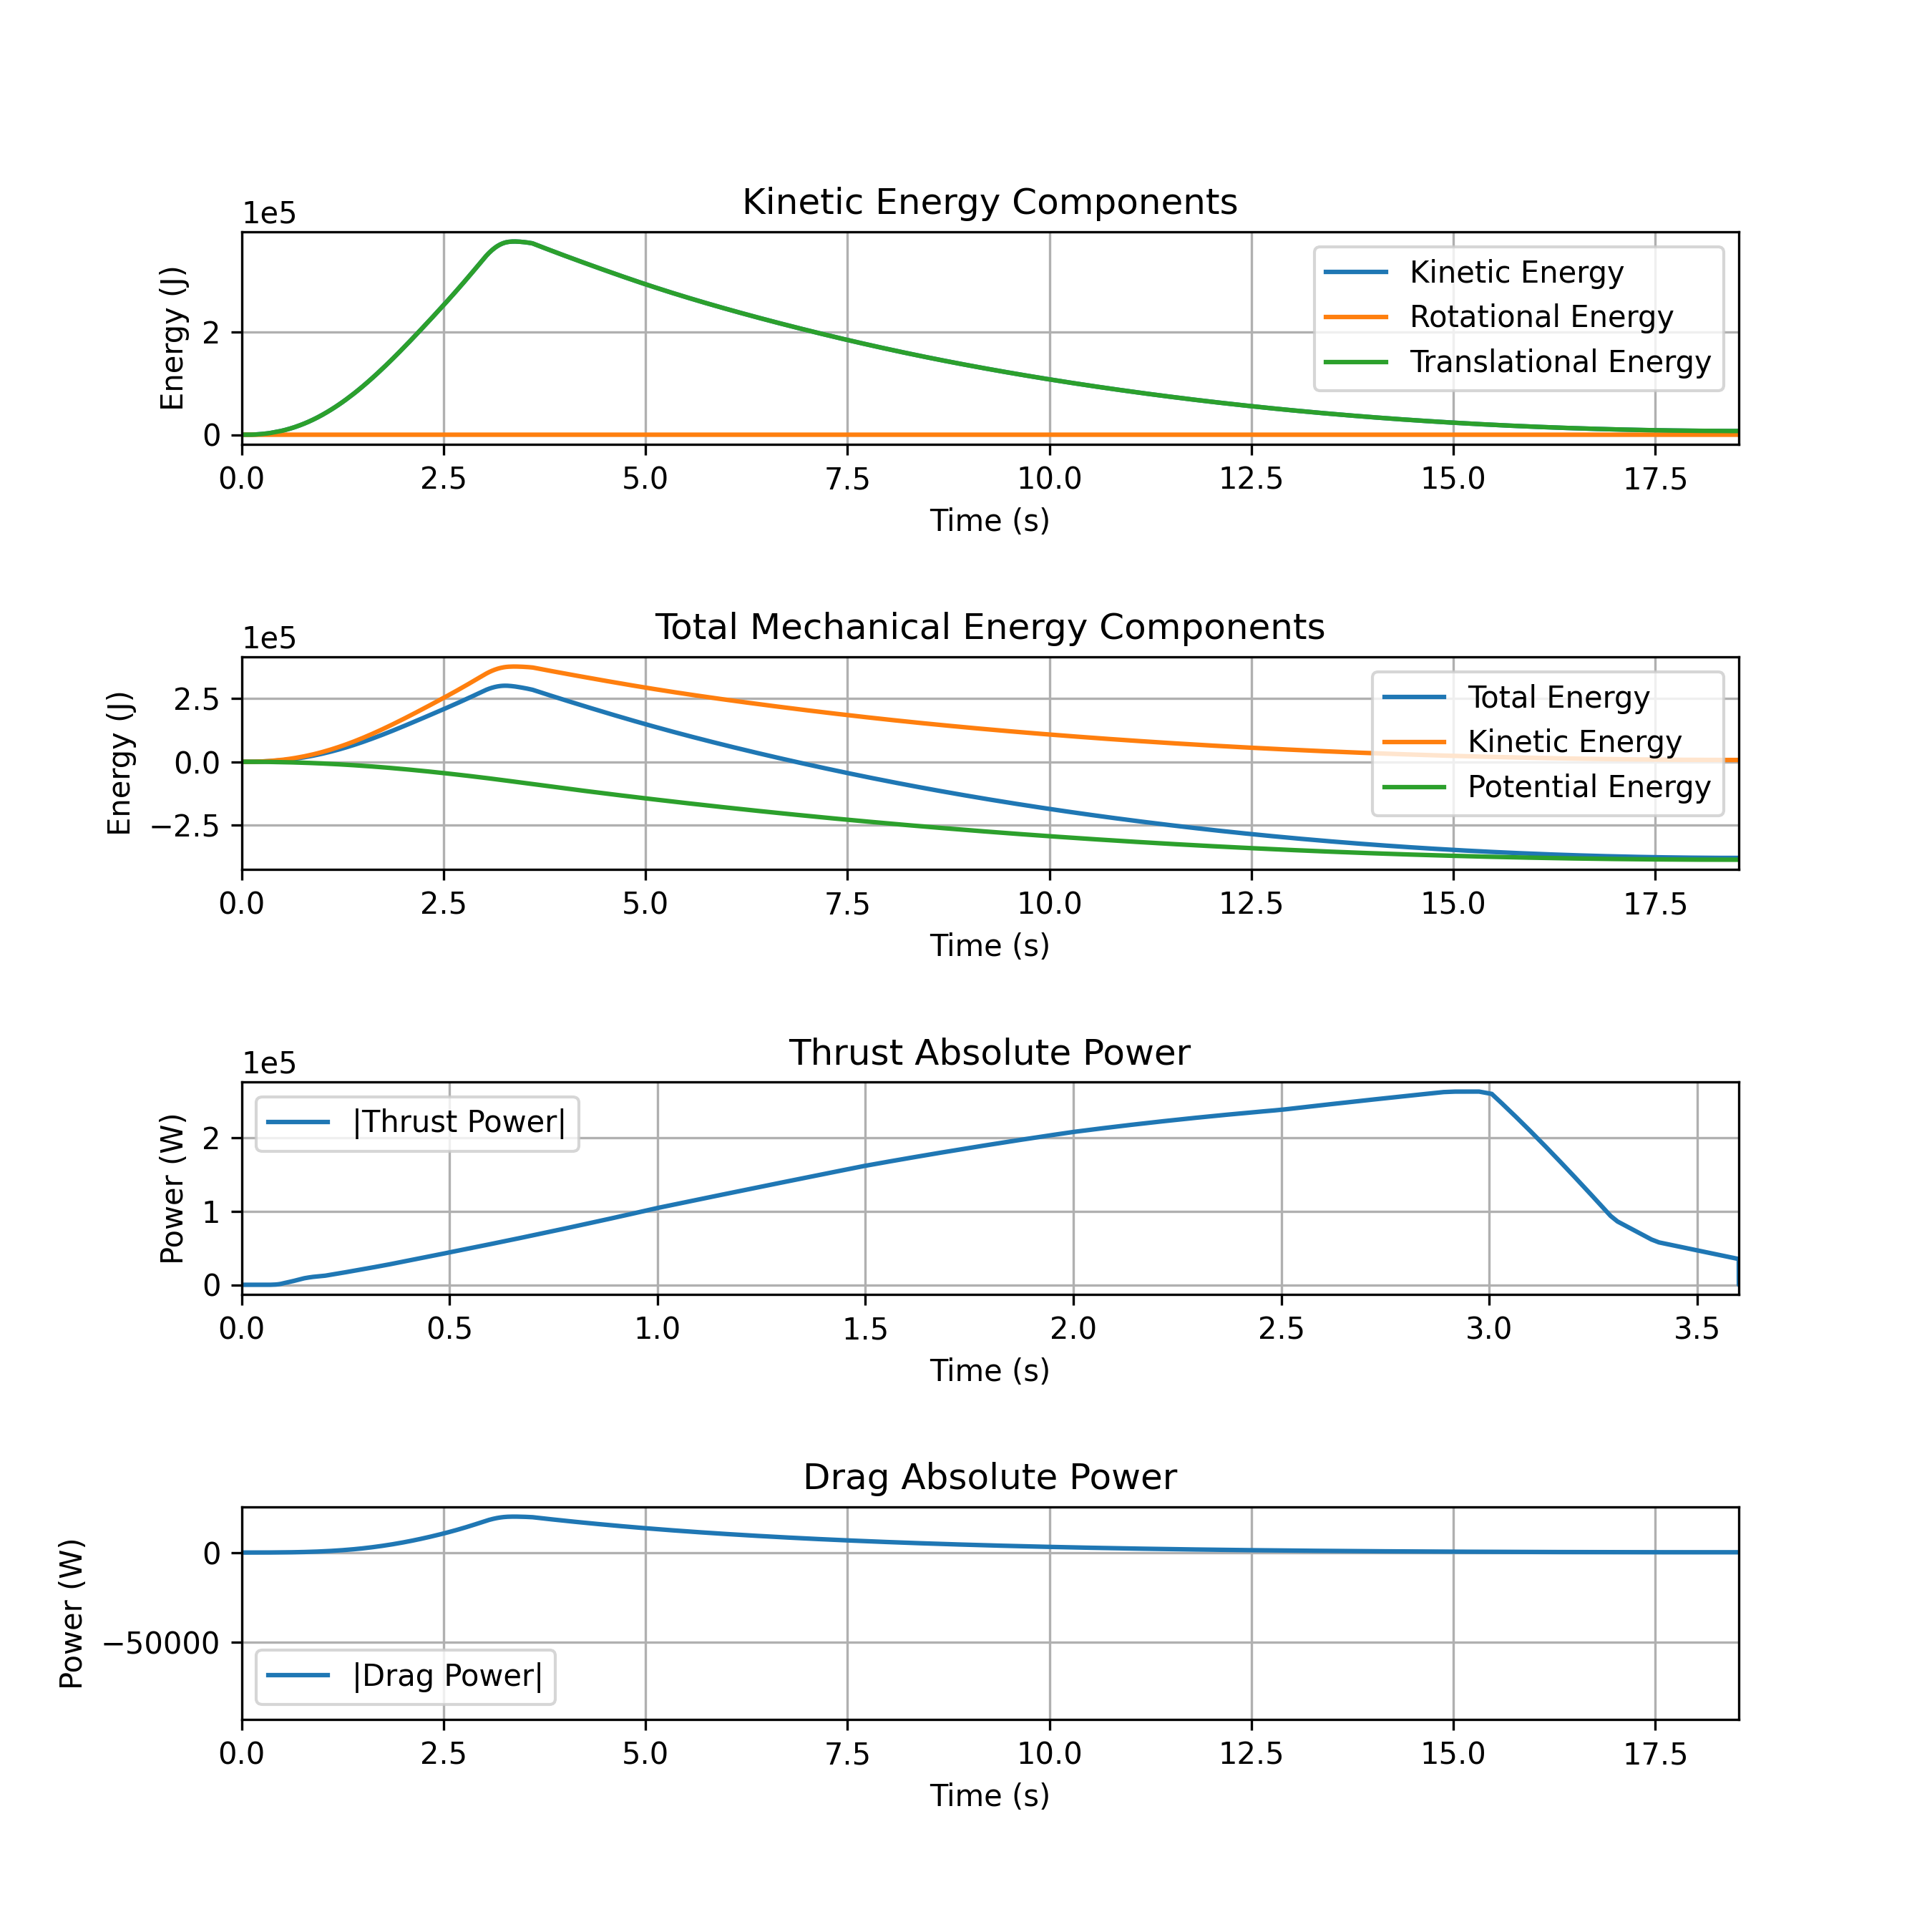 Kinetic Energy Components
1e5
Energy (J)
2
0
Kinetic Energy
Rotational Energy
Translational Energy
0.0 2.5 5.0 7.5 10.0 12.5 15.0 17.5
Time (s)
Total Mechanical Energy Components
1e5
Energy (J)
2.5
0.0
−2.5
Total Energy
Kinetic Energy
Potential Energy
0.0 2.5 5.0 7.5 10.0 12.5 15.0 17.5
Time (s)
Thrust Absolute Power
1e5
Power (W)
2
1
0
|Thrust Power|
0.0 0.5 1.0 1.5 2.0 2.5 3.0 3.5
Time (s)
Drag Absolute Power
Power (W)
0
−50000
|Drag Power|
0.0 2.5 5.0 7.5 10.0 12.5 15.0 17.5
Time (s)